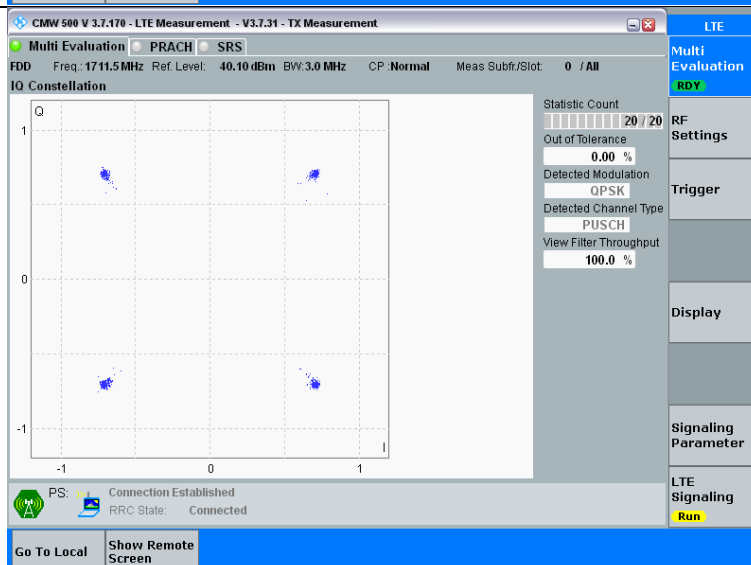 CMW 500 V 3.7.170 - LTE Measurement - V3.7.31 - TX Measurement
LTE
Multi Evaluation PRACH SRS
FDD Freq.: 1711.5 MHz Ref. Level: 40.10 dBm BW: 3.0 MHz CP : Normal Meas Subfr./Slot: 0 / All
IQ Constellation
Q
1
0
-1
I
-1 0 1
Statistic Count
20 / 20
Out of Tolerance
0.00 %
Detected Modulation
QPSK
Detected Channel Type
PUSCH
View Filter Throughput
100.0 %
Multi
Evaluation
RDY
RF
Settings
Trigger
Display
Signaling
Parameter
LTE
Signaling
Run
PS: Connection Established
RRC State: Connected
Go To Local
Show Remote
Screen